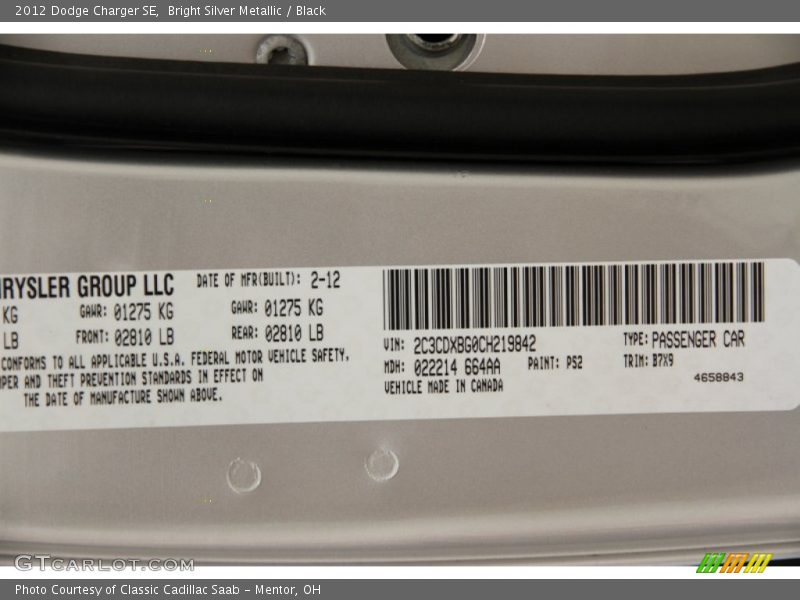 2012 Dodge Charger SE,  Bright Silver Metallic / Black
RYSLER GROUP LLC DATE OF MFR(BUILT): 2-12
KG GAWR: 01275 KG GAWR: 01275 KG
LB FRONT: 02810 LB REAR: 02810 LB
CONFORMS TO ALL APPLICABLE U.S.A. FEDERAL MOTOR VEHICLE SAFETY,
PER AND THEFT PREVENTION STANDARDS IN EFFECT ON
THE DATE OF MANUFACTURE SHOWN ABOVE.
VIN: 2C3CDXBG0CH219842 TYPE: PASSENGER CAR
MDH: 022214 664AA PAINT: PS2 TRIM: B7X9
VEHICLE MADE IN CANADA 4658843
GTCARLOT.COM
Photo Courtesy of Classic Cadillac Saab - Mentor, OH